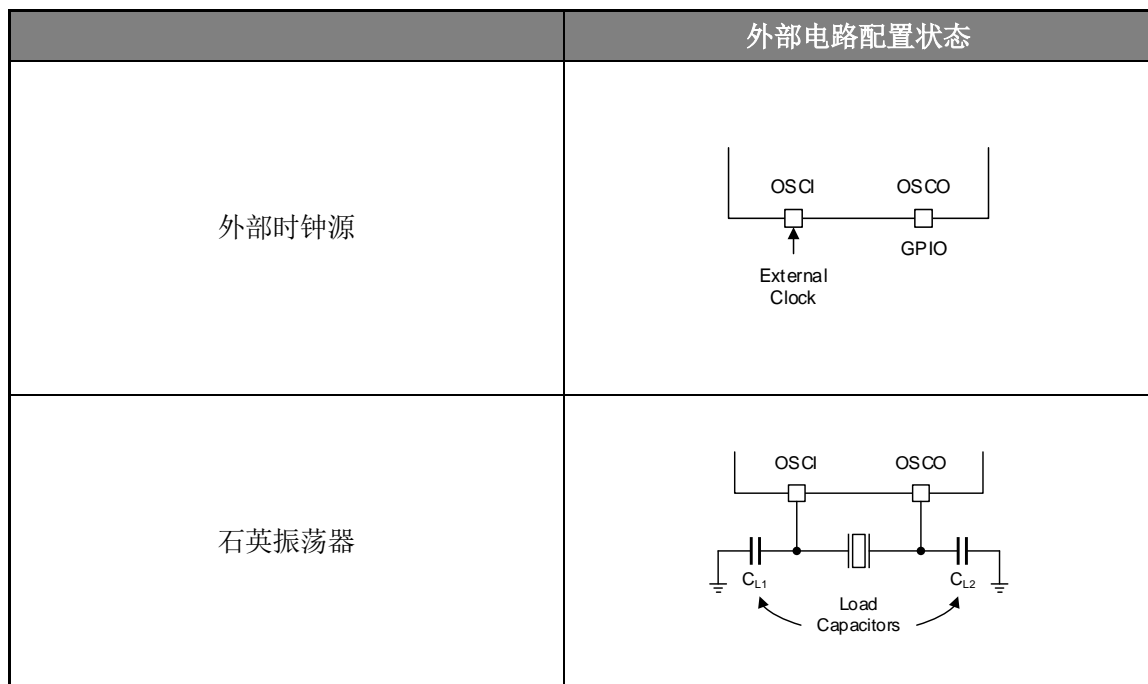 外部电路配置状态
外部时钟源
OSCI OSCO
GPIO
External
Clock
石英振荡器
OSCI OSCO
CL1 CL2
Load
Capacitors